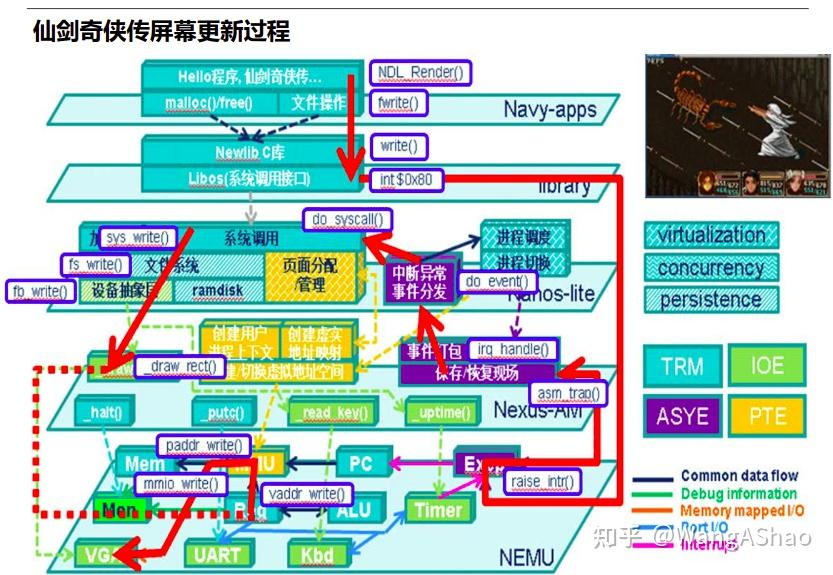 仙剑奇侠传屏幕更新过程
Hello程序, 仙剑奇侠传…
NDL_Render()
malloc()/free()
文件操作
fwrite()
Navy-apps
Newlib C库
write()
Libos(系统调用接口)
int $0x80
library
do_syscall()
sys_write()
系统调用
进程调度
fs_write()
文件系统
页面分配
/管理
中断异常
事件分发
进程切换
fb_write()
设备抽象层
ramdisk
do_event()
Nanos-lite
创建用户
进程上下文
创建虚实
地址映射
事件打包
irq_handle()
_draw_rect()
/切换虚拟地址空间
保存/恢复现场
asm_trap()
_halt()
_putc()
_read_key()
_uptime()
Nexus-AM
paddr_write()
Mem
MMU
PC
mmio_write()
vaddr_write()
raise_intr()
ALU
Timer
UART
Kbd
NEMU
virtualization
concurrency
persistence
TRM
IOE
ASYE
PTE
Common data flow
Debug information
Memory mapped I/O
Port I/O
Interrupt
知乎 @WangAShao